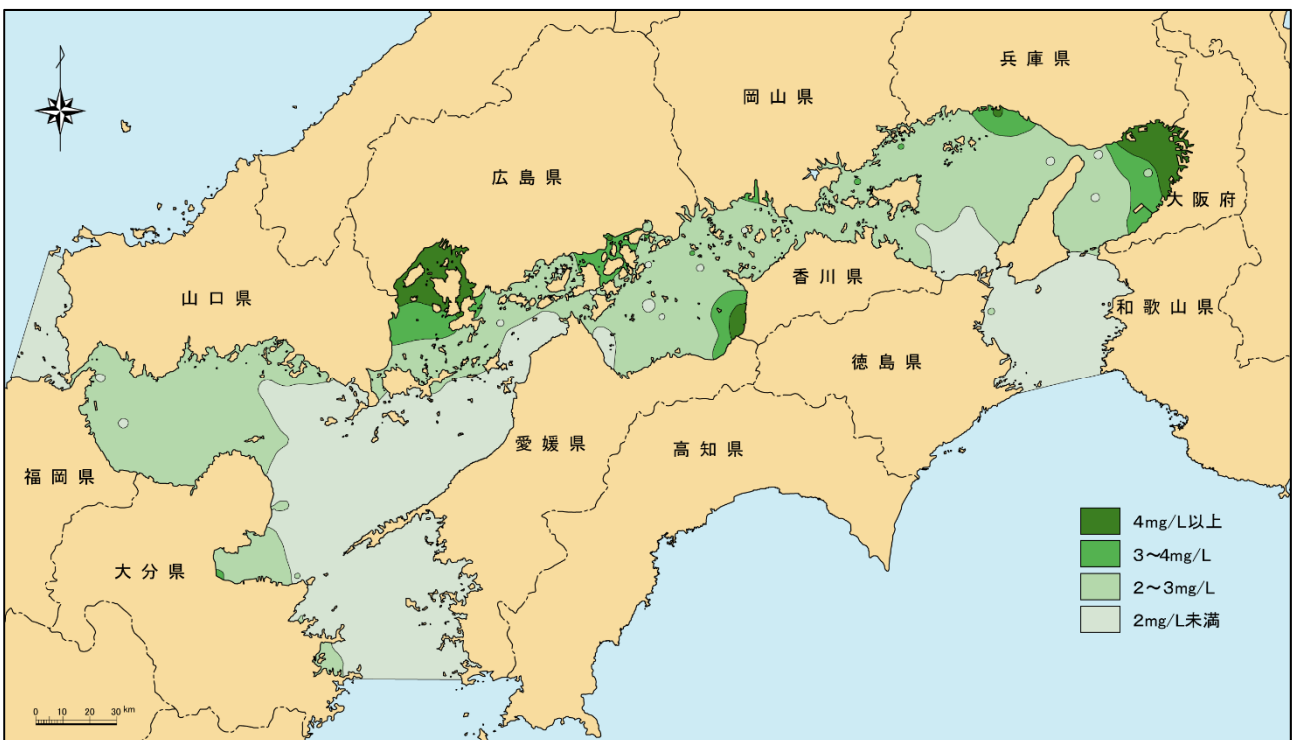 兵庫県
岡山県
広島県
大阪府
香川県
山口県
和歌山県
徳島県
愛媛県
高知県
福岡県
大分県
4mg/L以上
3～4mg/L
2～3mg/L
2mg/L未満
0 10 20 30 km